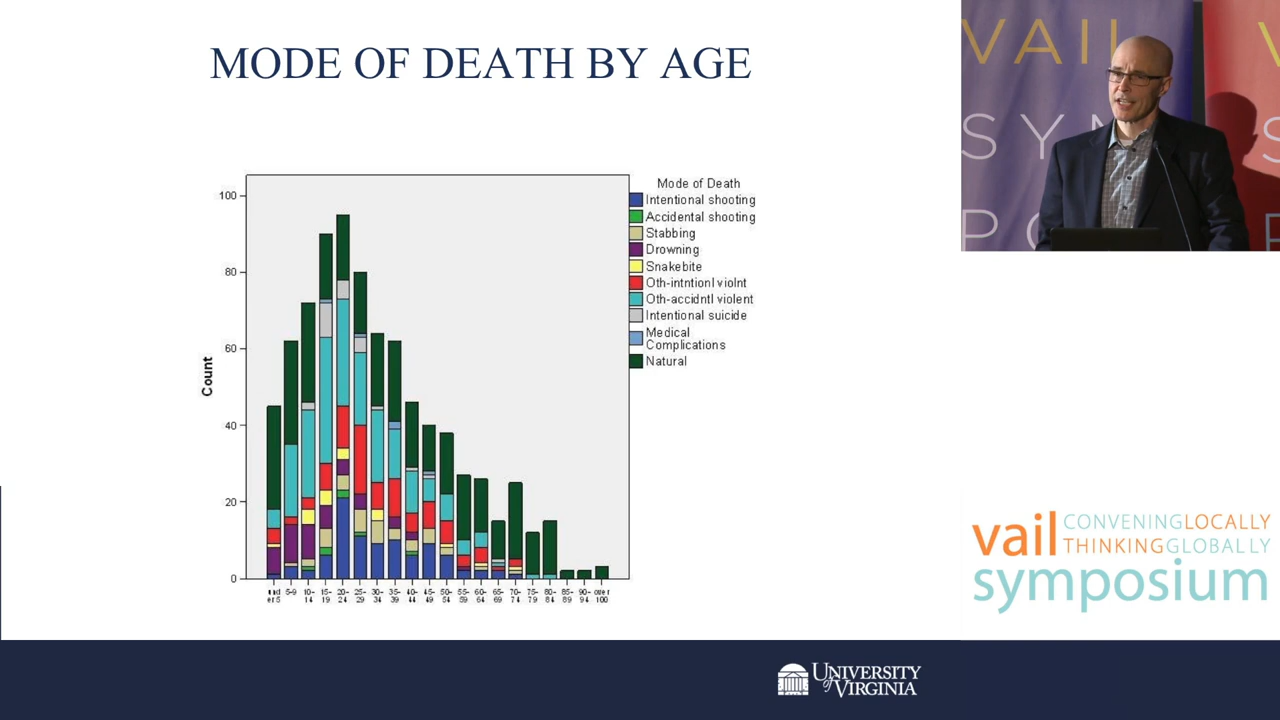 MODE OF DEATH BY AGE
Count
100
80
60
40
20
0
under 5
5-9
10-14
15-19
20-24
25-29
30-34
35-39
40-44
45-49
50-54
55-59
60-64
65-69
70-74
75-79
80-84
85-89
90-94
over 100
Mode of Death
Intentional shooting
Accidental shooting
Stabbing
Drowning
Snakebite
Oth-intntionl violnt
Oth-accidntl violent
Intentional suicide
Medical
Complications
Natural
VAIL
SYM
PO
vail CONVENINGLOCALLY
THINKINGGLOBALLY
symposium
UNIVERSITY
of VIRGINIA